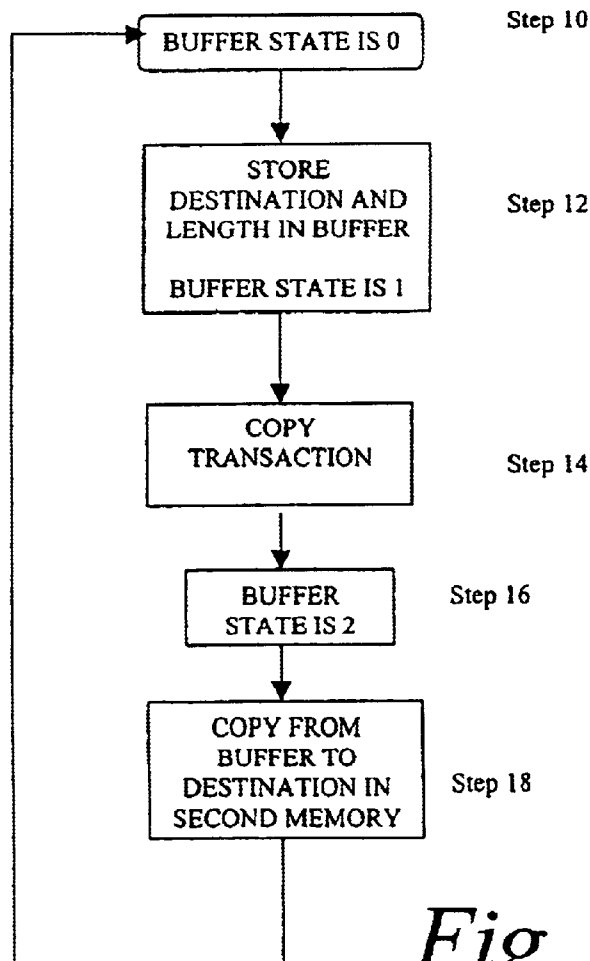 BUFFER STATE IS 0
Step 10
STORE
DESTINATION AND
LENGTH IN BUFFER
BUFFER STATE IS 1
Step 12
COPY
TRANSACTION
Step 14
BUFFER
STATE IS 2
Step 16
COPY FROM
BUFFER TO
DESTINATION IN
SECOND MEMORY
Step 18
Fig